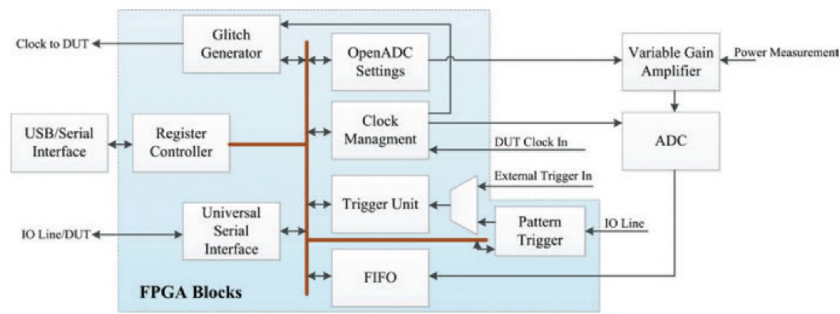 Clock to DUT
Glitch
Generator
OpenADC
Settings
Variable Gain
Amplifier
Power Measurement
USB/Serial
Interface
Register
Controller
Clock
Managment
DUT Clock In
ADC
External Trigger In
Trigger Unit
IO Line/DUT
Universal
Serial
Interface
Pattern
Trigger
IO Line
FIFO
FPGA Blocks